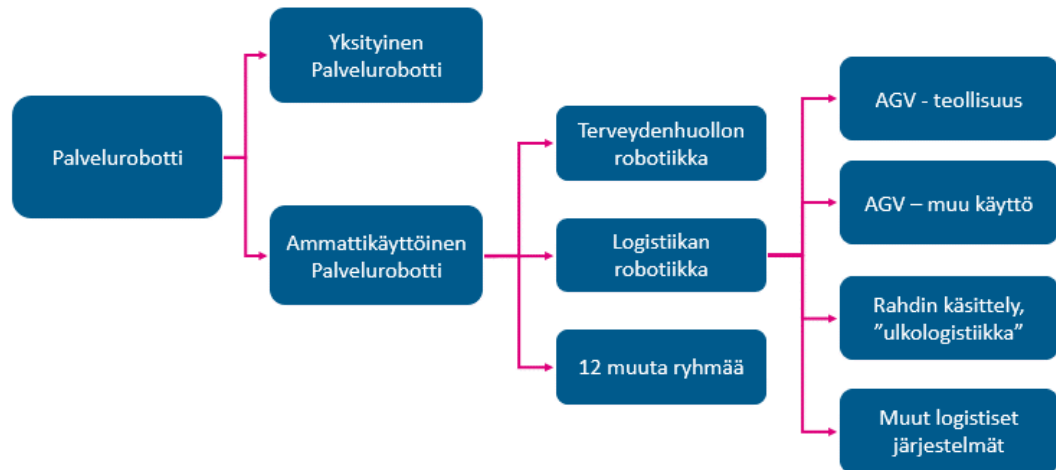 Palvelurobotti
Yksityinen
Palvelurobotti
Ammattikäyttöinen
Palvelurobotti
Terveydenhuollon
robotiikka
Logistiikan
robotiikka
12 muuta ryhmää
AGV - teollisuus
AGV – muu käyttö
Rahdin käsittely,
”ulkologistiikka”
Muut logistiset
järjestelmät